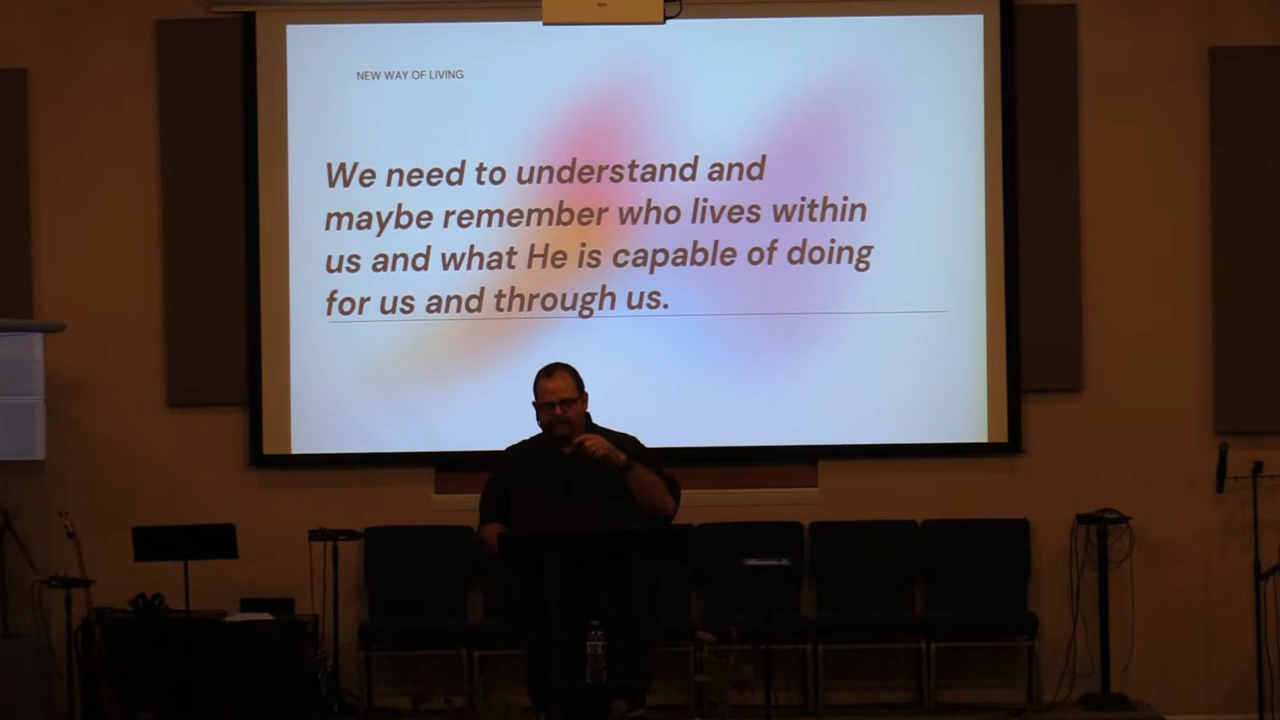 NEW WAY OF LIVING
We need to understand and
maybe remember who lives within
us and what He is capable of doing
for us and through us.